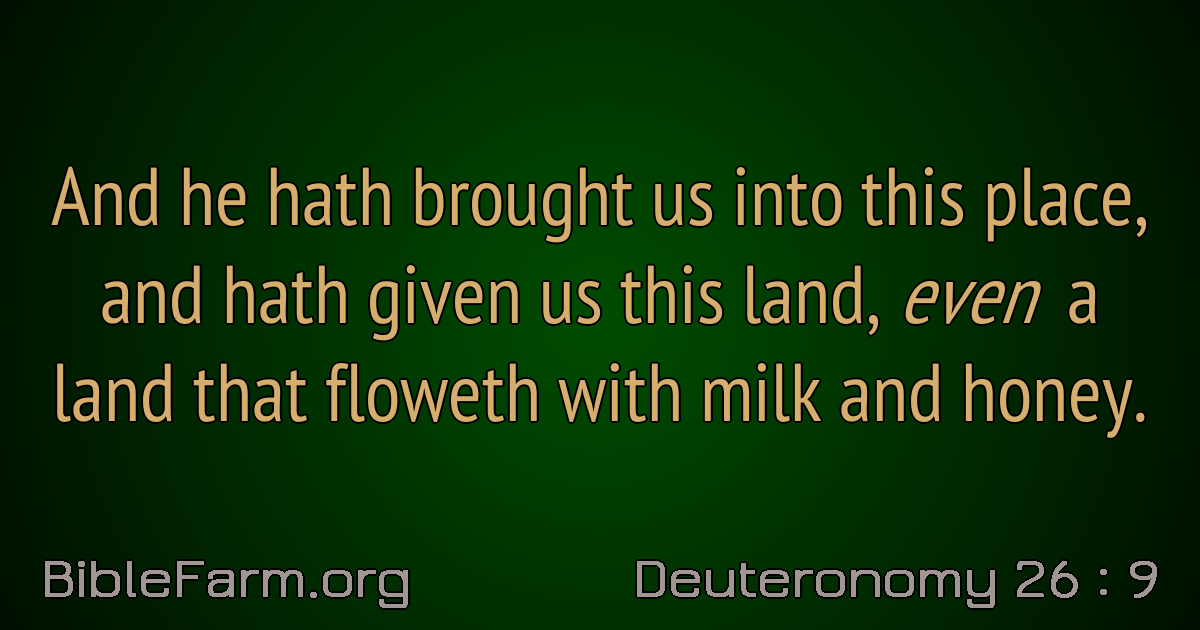 And he hath brought us into this place,
and hath given us this land, even a
land that floweth with milk and honey.
BibleFarm.org
Deuteronomy 26 : 9